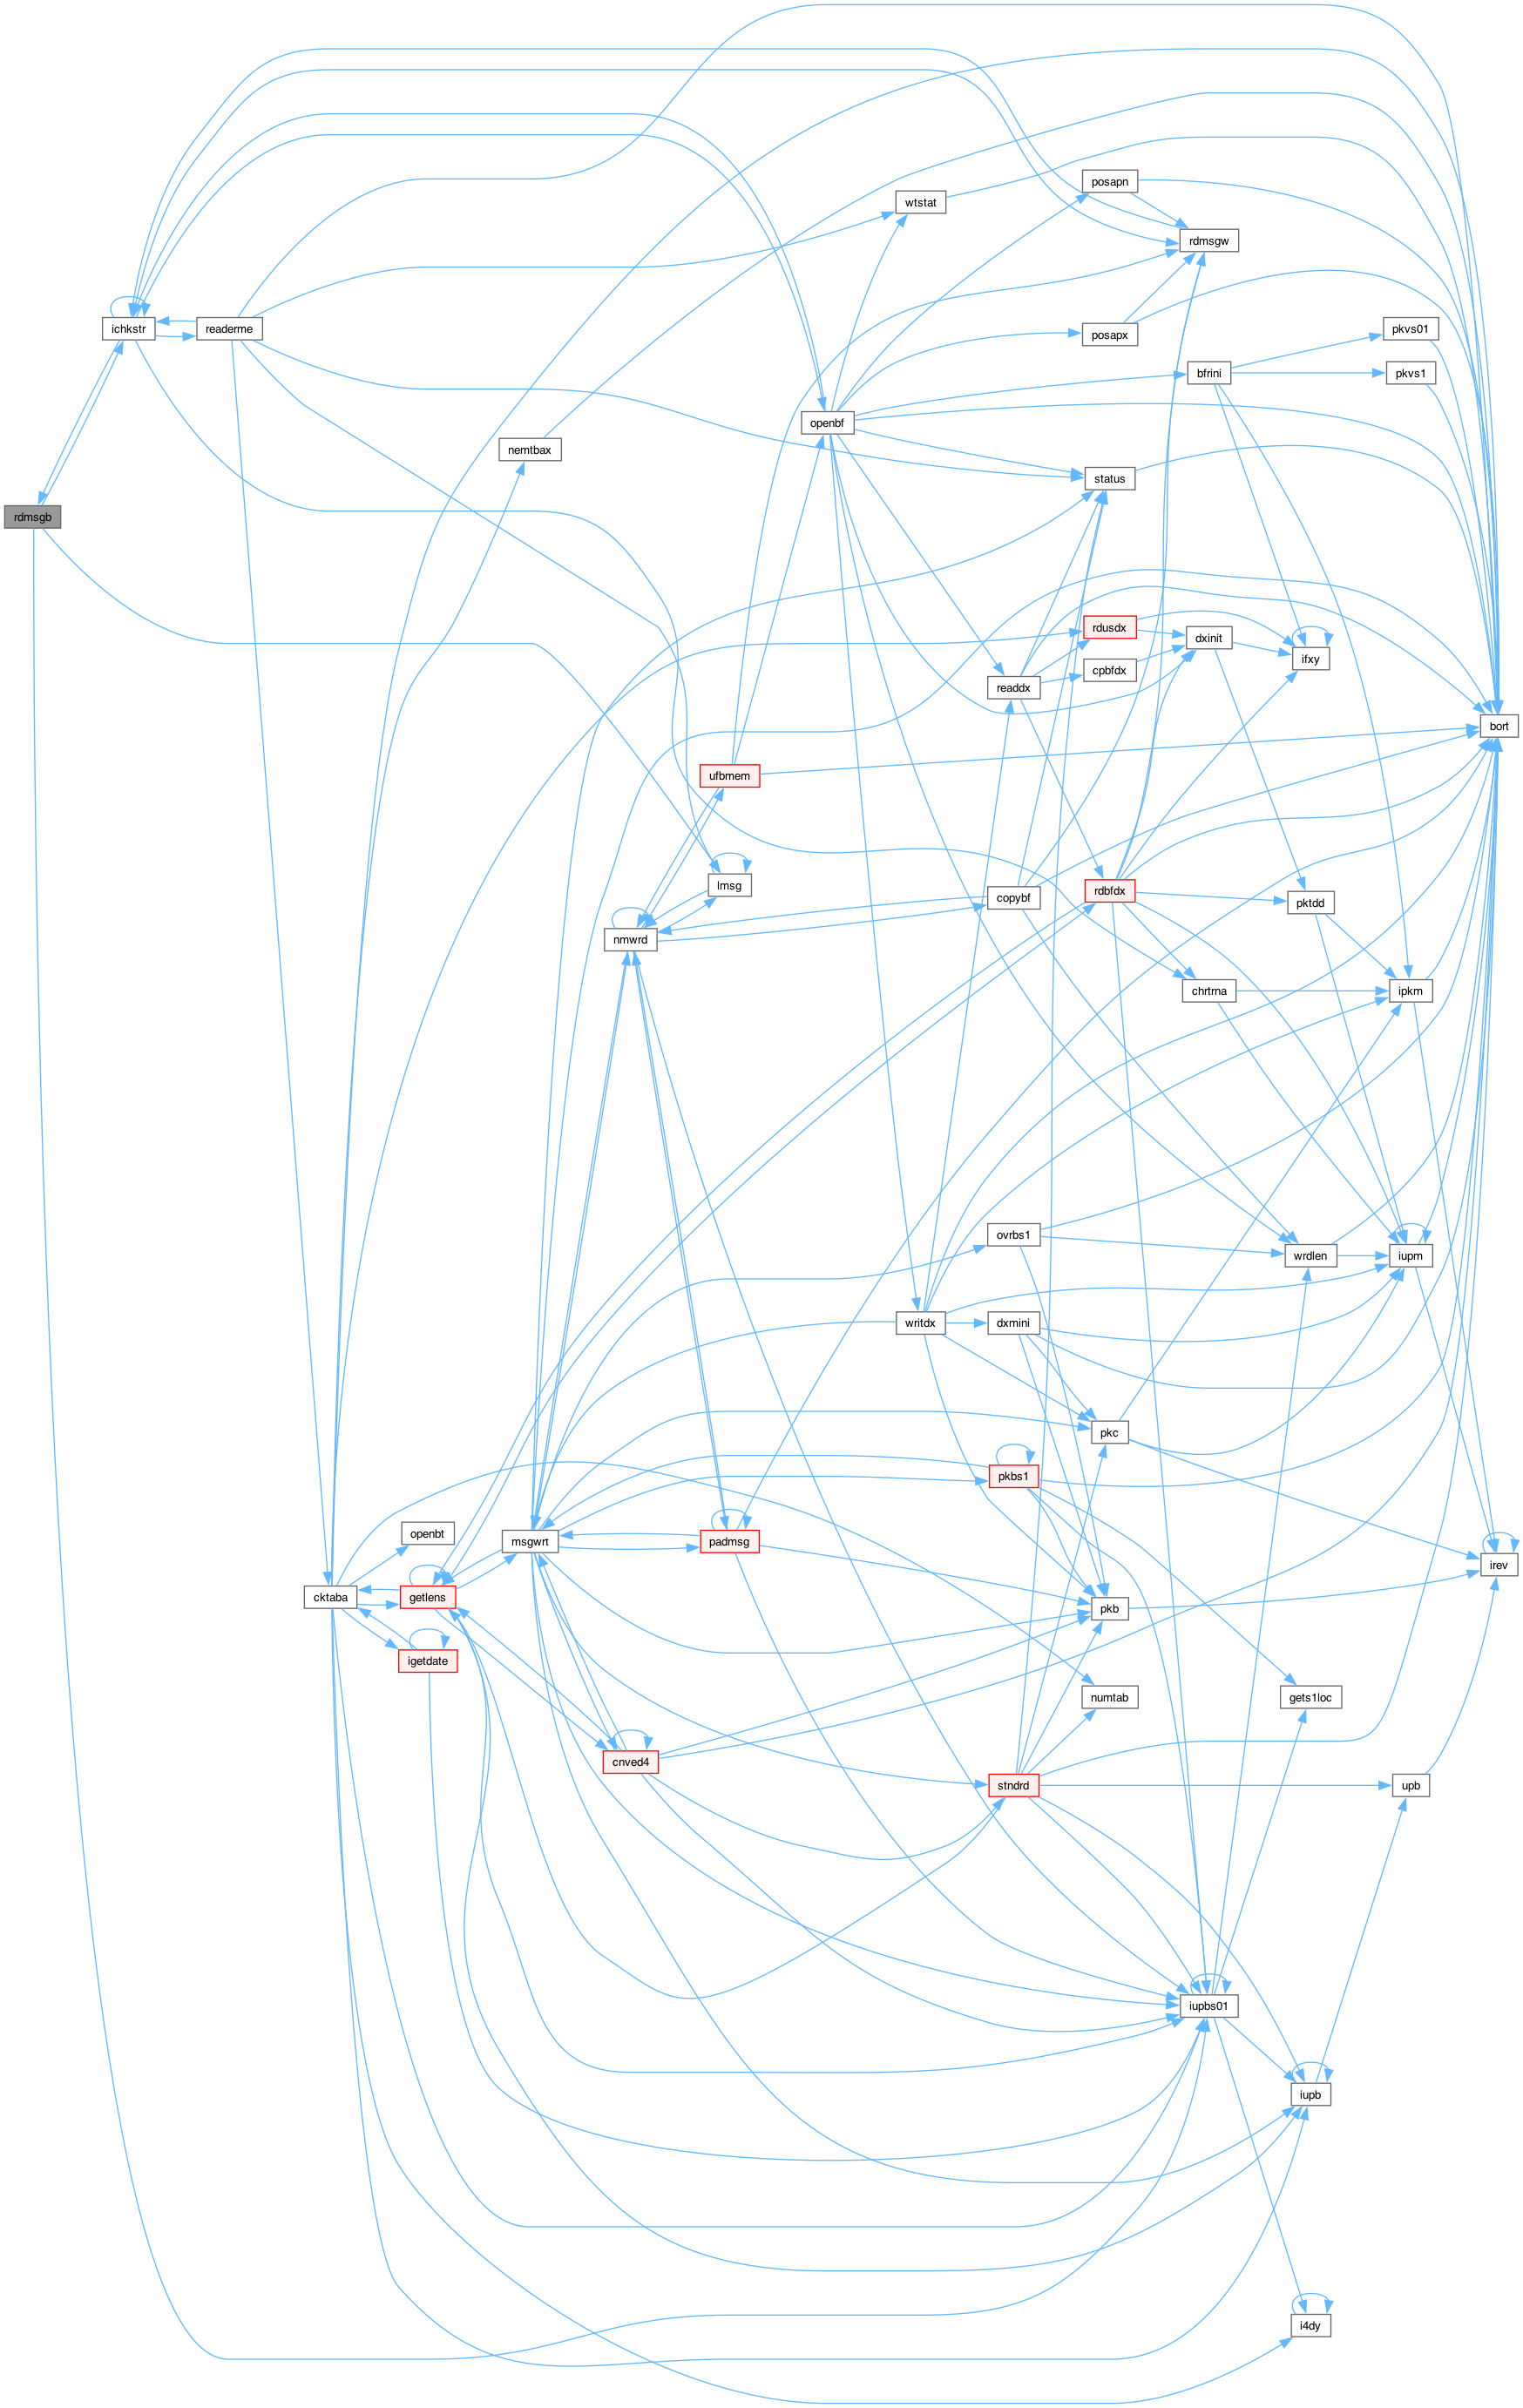 posapn
wtstat
rdmsgw
ichkstr
readerme
posapx
pkvs01
bfrini
pkvs1
openbf
nemtbax
status
rdmsgb
rdusdx
dxinit
ifxy
cpbfdx
readdx
bort
ufbmem
lmsg
rdbfdx
copybf
pktdd
nmwrd
chrtrna
ipkm
ovrbs1
wrdlen
iupm
writdx
dxmini
pkc
pkbs1
openbt
msgwrt
padmsg
irev
cktaba
getlens
pkb
igetdate
numtab
gets1loc
cnved4
stndrd
upb
iupbs01
iupb
i4dy